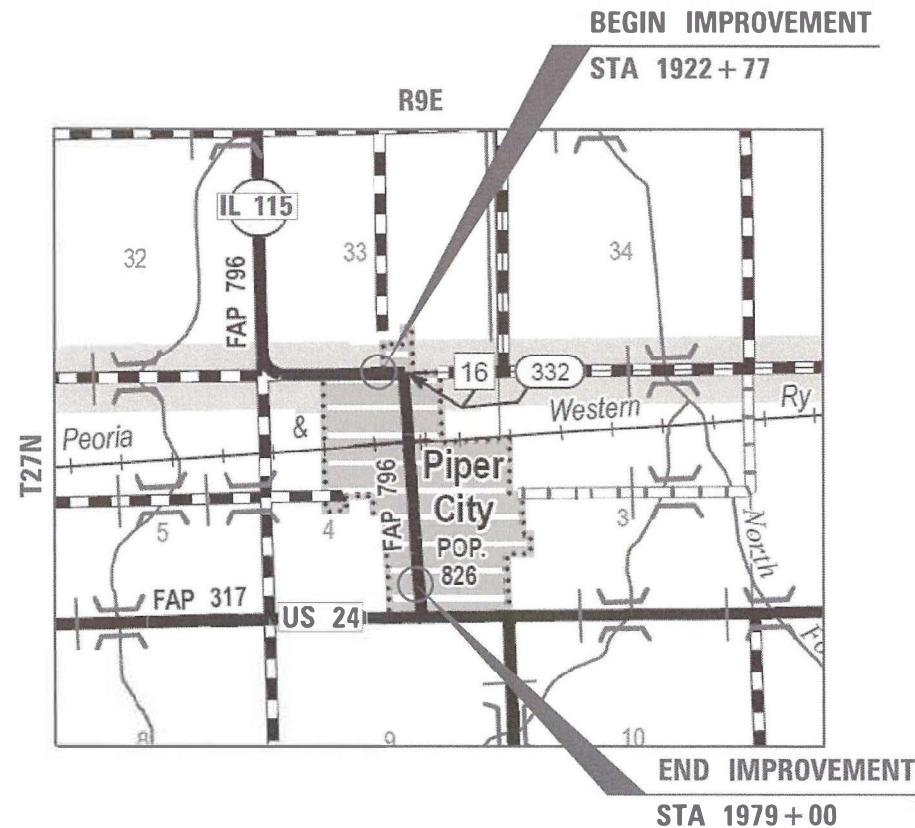 BEGIN IMPROVEMENT
STA 1922+77
R9E
IL 115
32
33
34
FAP 796
16
332
T27N
Peoria
&
Western
Ry
FAP 796
Piper
City
POP.
826
5
4
3
North
FAP 317
US 24
8
9
10
END IMPROVEMENT
STA 1979+00